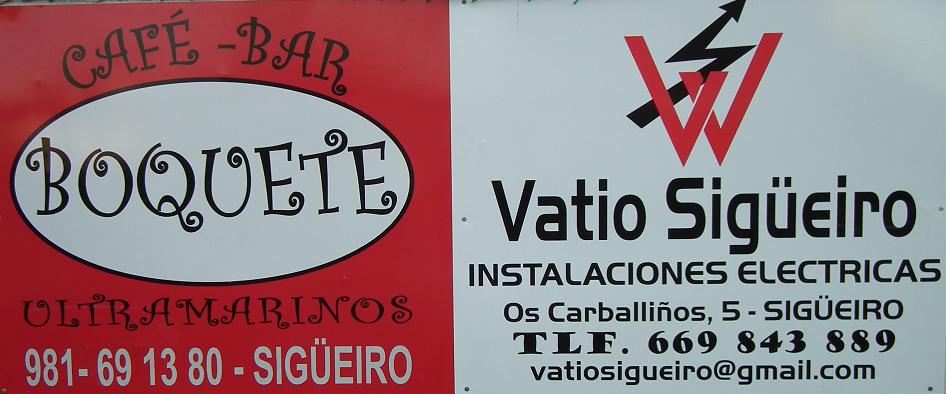 CAFÉ -BAR
BOQUETE
ULTRAMARINOS
981- 69 13 80 - SIGÜEIRO
W
Vatio Sigüeiro
INSTALACIONES ELECTRICAS
Os Carballiños, 5 - SIGÜEIRO
TLF. 669 843 889
vatiosigueiro@gmail.com